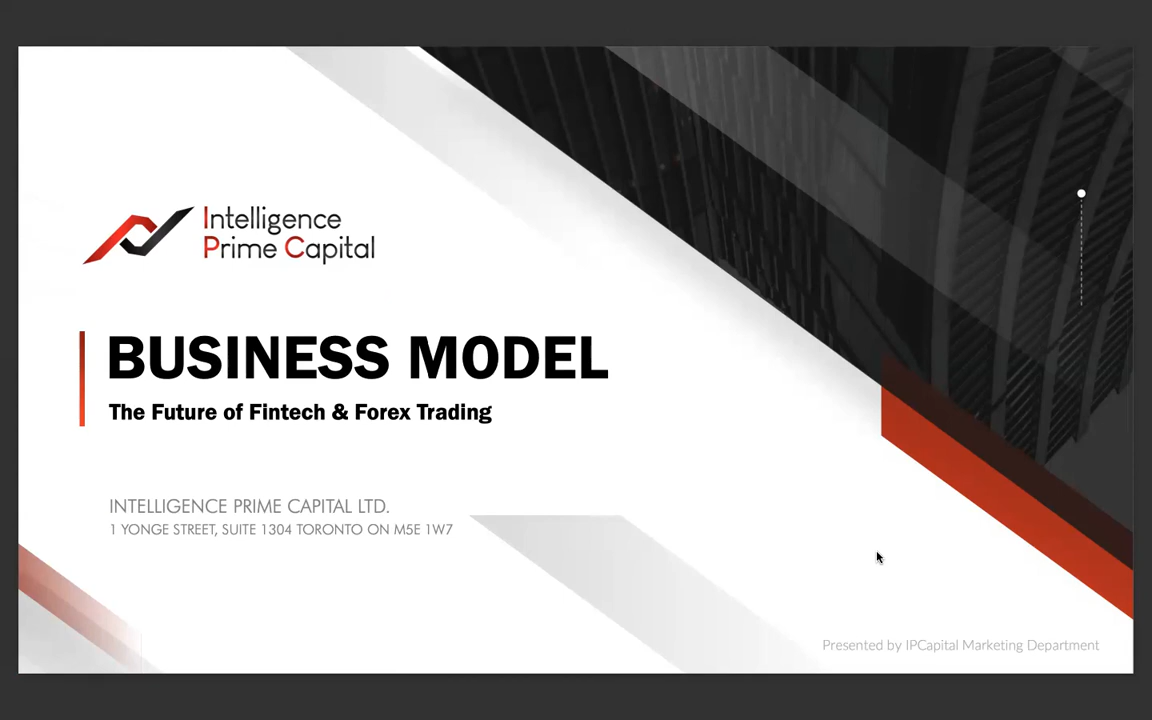 Intelligence
Prime Capital
BUSINESS MODEL
The Future of Fintech & Forex Trading
INTELLIGENCE PRIME CAPITAL LTD.
1 YONGE STREET, SUITE 1304 TORONTO ON M5E 1W7
Presented by IPCapital Marketing Department